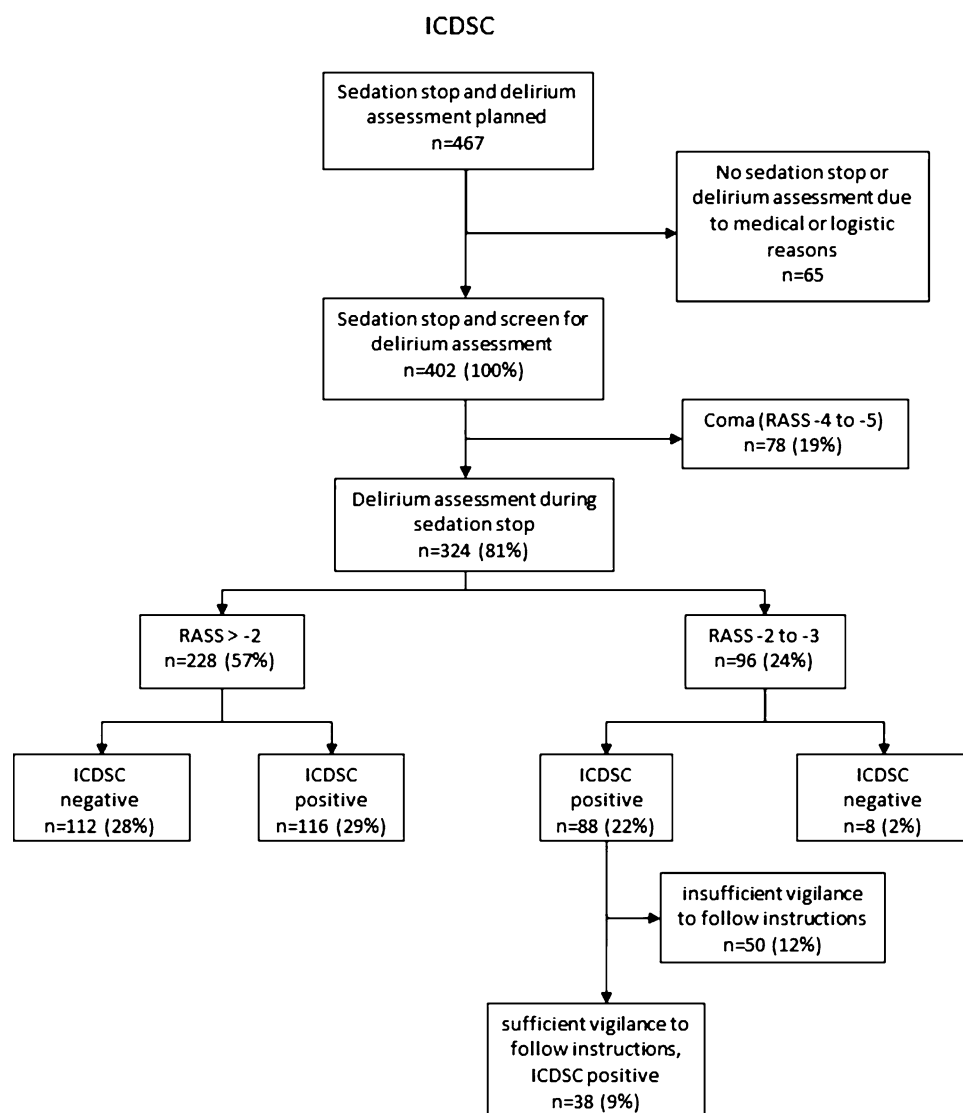 ICDSC
Sedation stop and delirium
assessment planned
n=467
No sedation stop or
delirium assessment due
to medical or logistic
reasons
n=65
Sedation stop and screen for
delirium assessment
n=402 (100%)
Coma (RASS -4 to -5)
n=78 (19%)
Delirium assessment during
sedation stop
n=324 (81%)
RASS > -2
n=228 (57%)
RASS -2 to -3
n=96 (24%)
ICDSC
negative
n=112 (28%)
ICDSC
positive
n=116 (29%)
ICDSC
positive
n=88 (22%)
ICDSC
negative
n=8 (2%)
insufficient vigilance
to follow instructions
n=50 (12%)
sufficient vigilance to
follow instructions,
ICDSC positive
n=38 (9%)